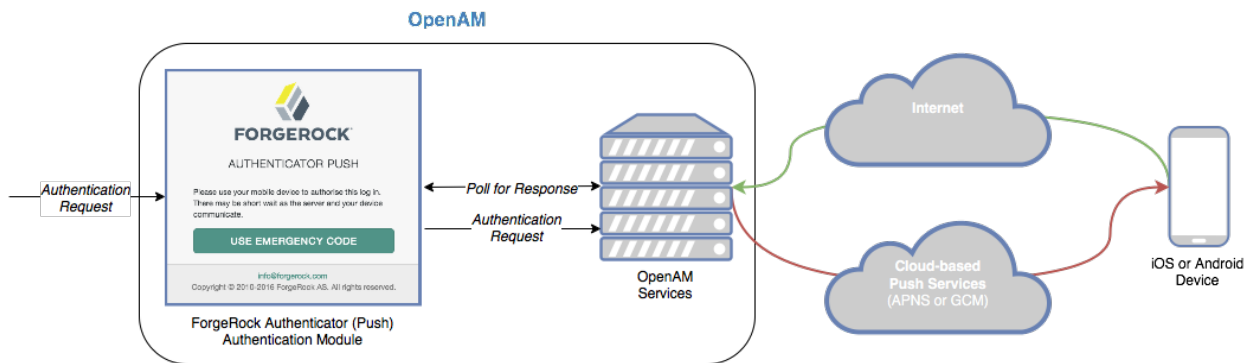 OpenAM
FORGEROCK
AUTHENTICATOR PUSH
Please use your mobile device to authorise this log in.
There may be short wait as the server and your device
communicate.
USE EMERGENCY CODE
info@forgerock.com
Copyright © 2010-2016 ForgeRock AS. All rights reserved.
ForgeRock Authenticator (Push)
Authentication Module
Authentication
Request
Poll for Response
Authentication
Request
OpenAM
Services
Internet
Cloud-based
Push Services
(APNS or GCM)
iOS or Android
Device